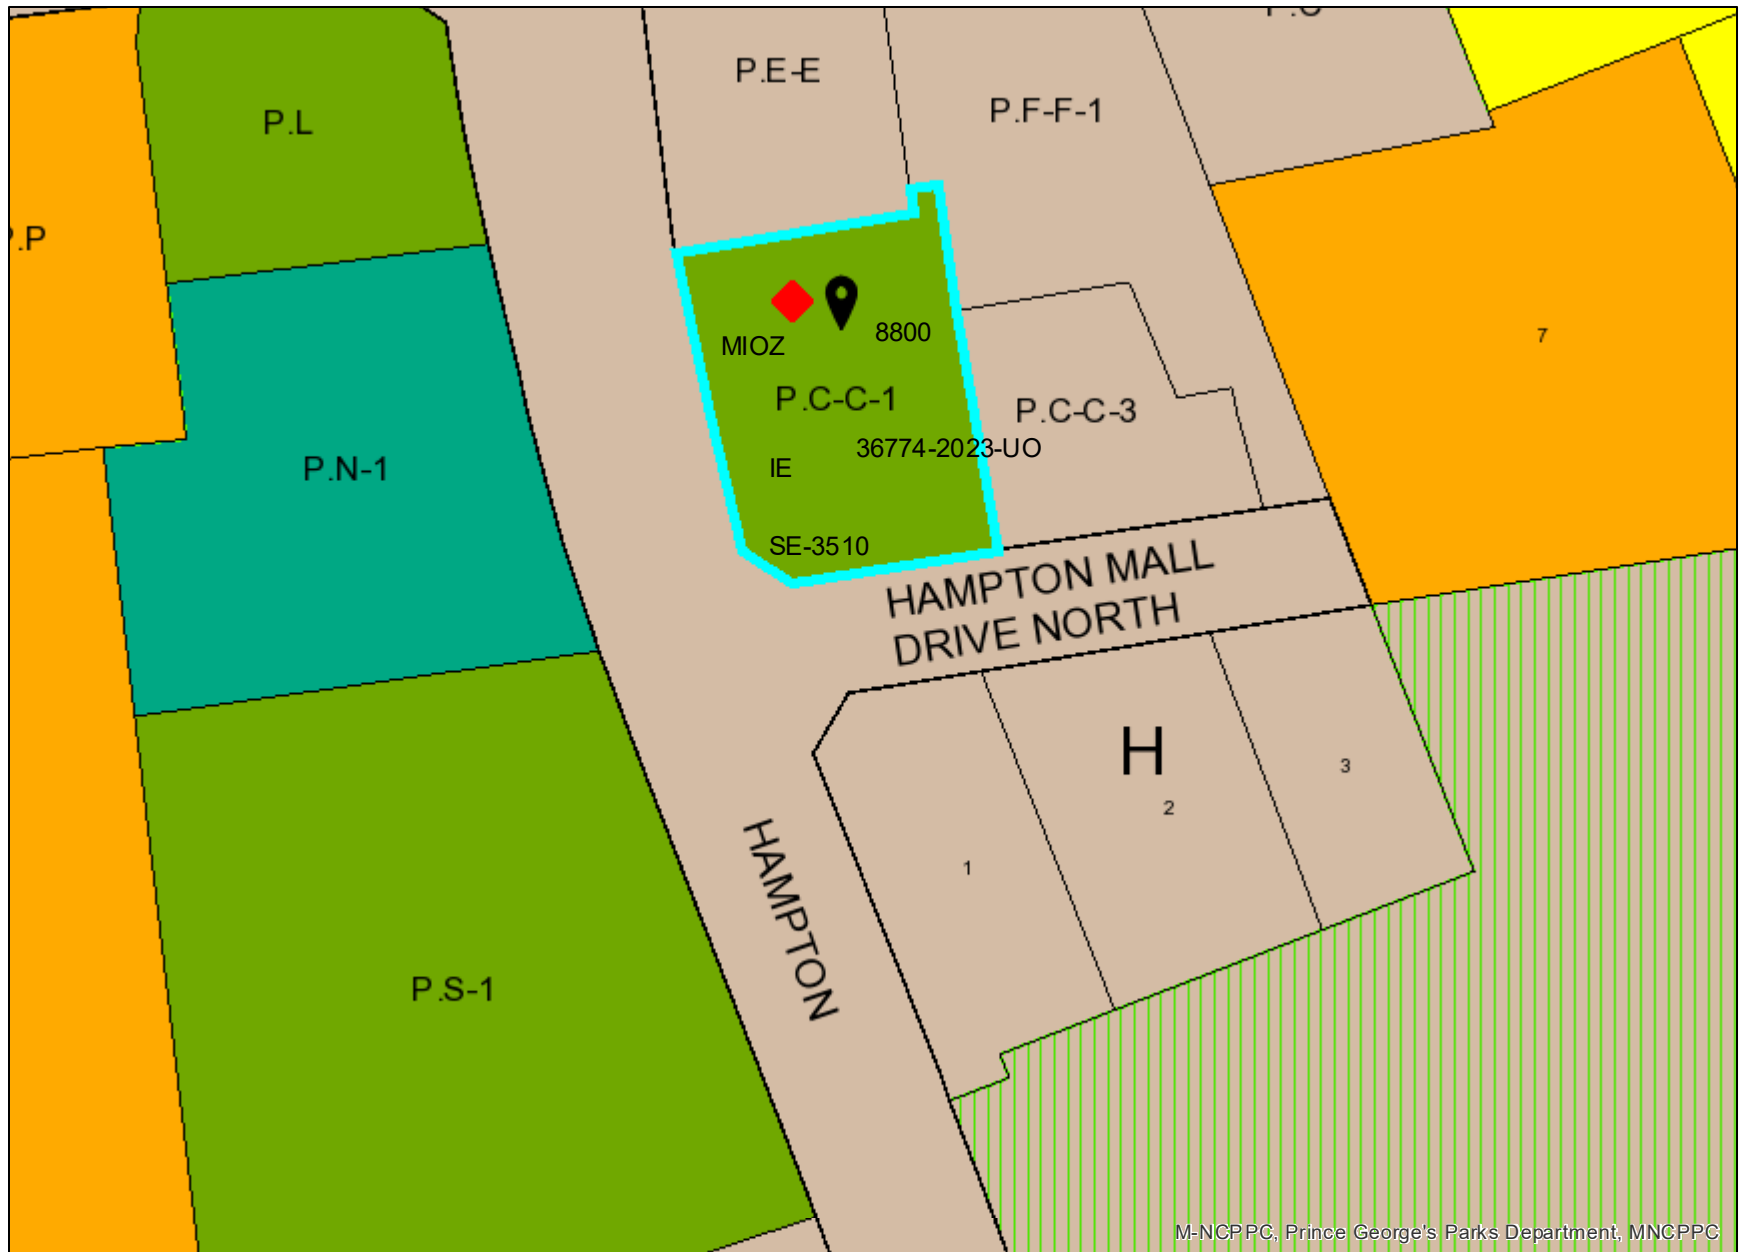 P.E-E
P.F-F-1
P.L
.P
8800
MIOZ
7
P.C-C-1
P.C-C-3
36774-2023-UO
IE
P.N-1
SE-3510
HAMPTON MALL
DRIVE NORTH
H
3
2
1
HAMPTON
P.S-1
M-NCPPC, Prince George's Parks Department, MNCPPC